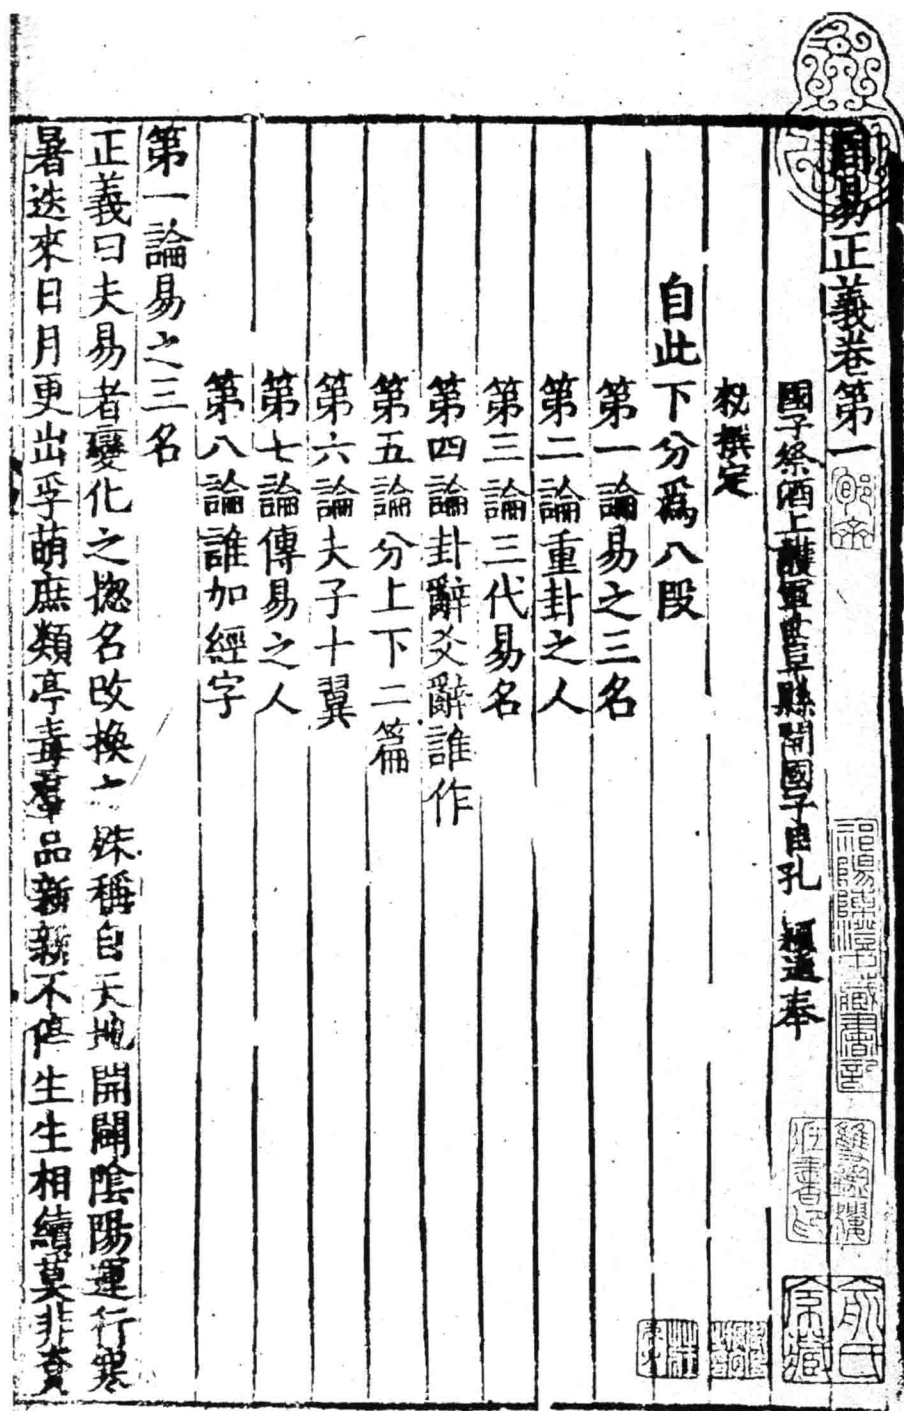 周易正義卷第一
國子祭酒上護軍曲阜縣開國子臣孔穎達奉
敕撰定
自此下分爲八段
第一論易之三名
第二論重卦之人
第三論三代易名
第四論卦辭爻辭誰作
第五論分上下二篇
第六論夫子十翼
第七論傳易之人
第八論誰加經字
第一論易之三名
正義曰夫易者變化之揔名改換之殊稱自天地開闢陰陽運行寒
暑迭來日月更出孚萌庶類亭毒羣品新新不停生生相續莫非資
俞氏家藏